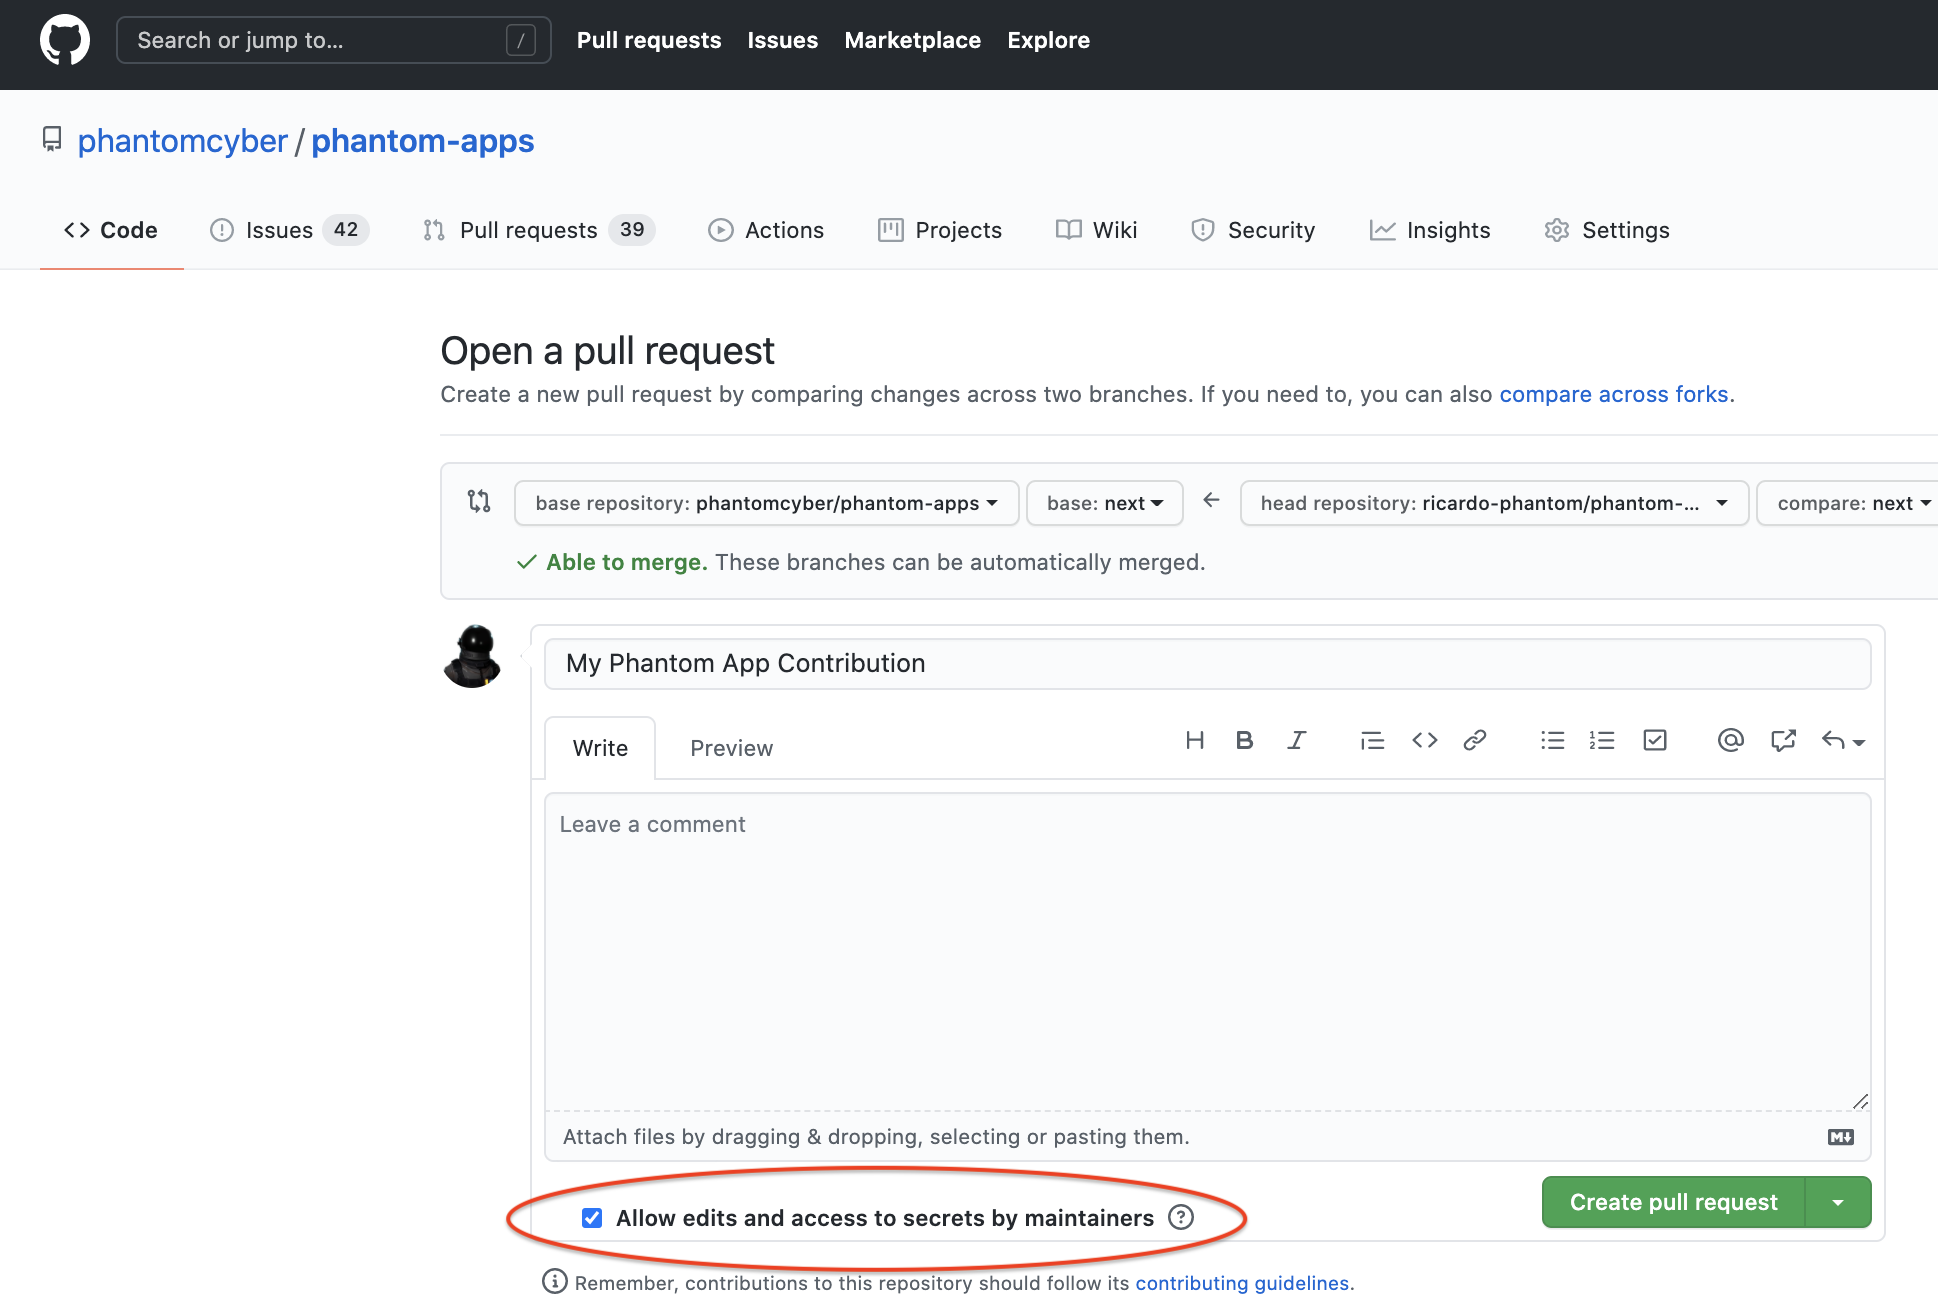 Search or jump to... /
Pull requests Issues Marketplace Explore
phantomcyber / phantom-apps
Code Issues 42 Pull requests 39 Actions Projects Wiki Security Insights Settings
Open a pull request
Create a new pull request by comparing changes across two branches. If you need to, you can also compare across forks.
base repository: phantomcyber/phantom-apps base: next ← head repository: ricardo-phantom/phantom-... compare: next
Able to merge. These branches can be automatically merged.
My Phantom App Contribution
Write Preview
Leave a comment
Attach files by dragging & dropping, selecting or pasting them.
Allow edits and access to secrets by maintainers
Create pull request
Remember, contributions to this repository should follow its contributing guidelines.